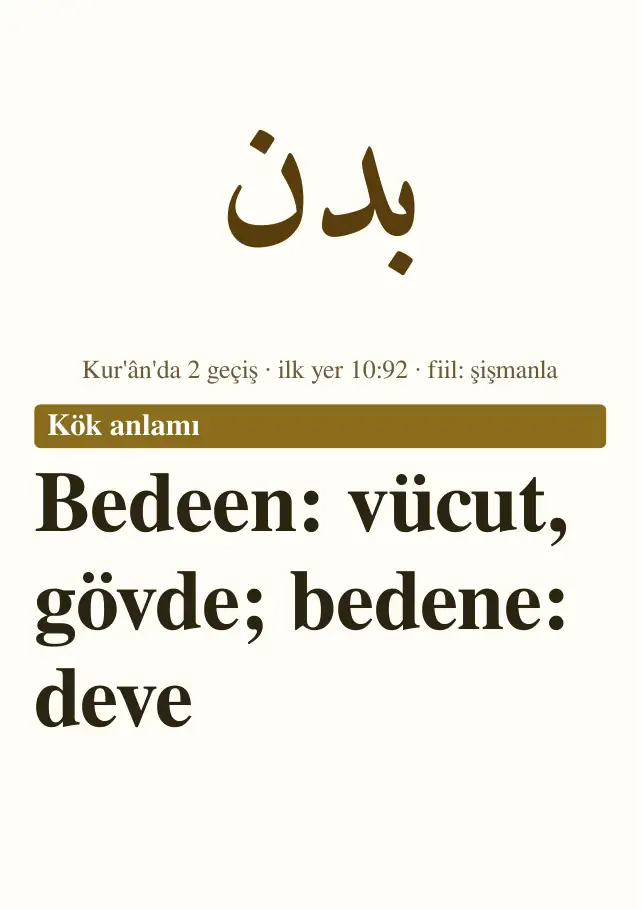 بدن
Kur'ân'da 2 geçiş · ilk yer 10:92 · fiil: şişmanla
Kök anlamı
Bedeen: vücut,
gövde; bedene:
deve